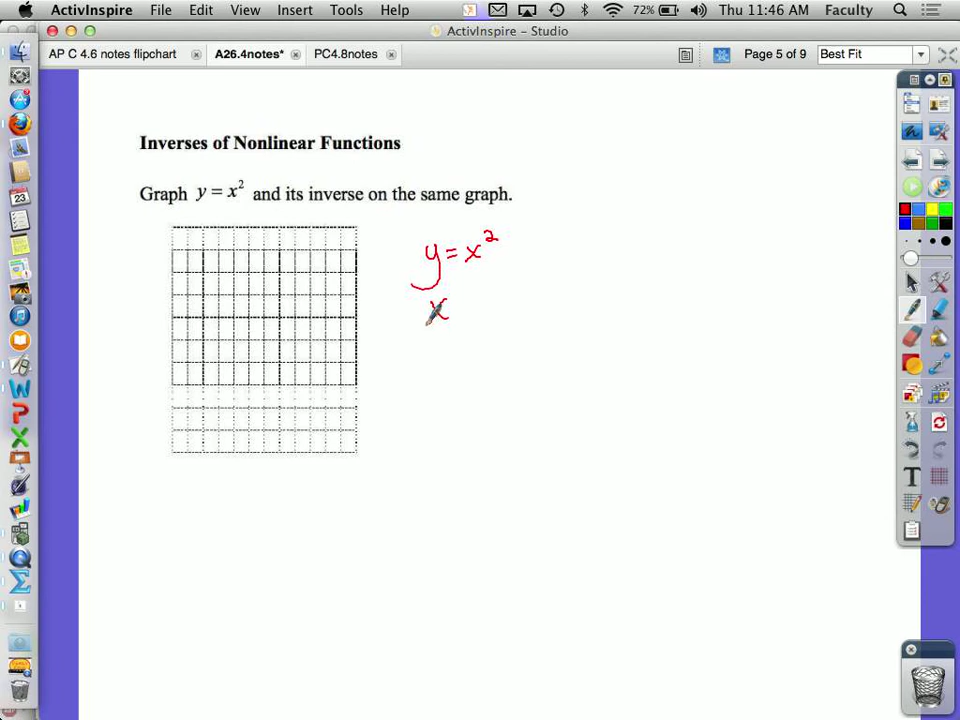 ActivInspire File Edit View Insert Tools Help 72% Thu 11:46 AM Faculty
ActivInspire – Studio
AP C 4.6 notes flipchart A26.4notes* PC4.8notes Page 5 of 9 Best Fit
Inverses of Nonlinear Functions
Graph y = x² and its inverse on the same graph.
y = x²
x